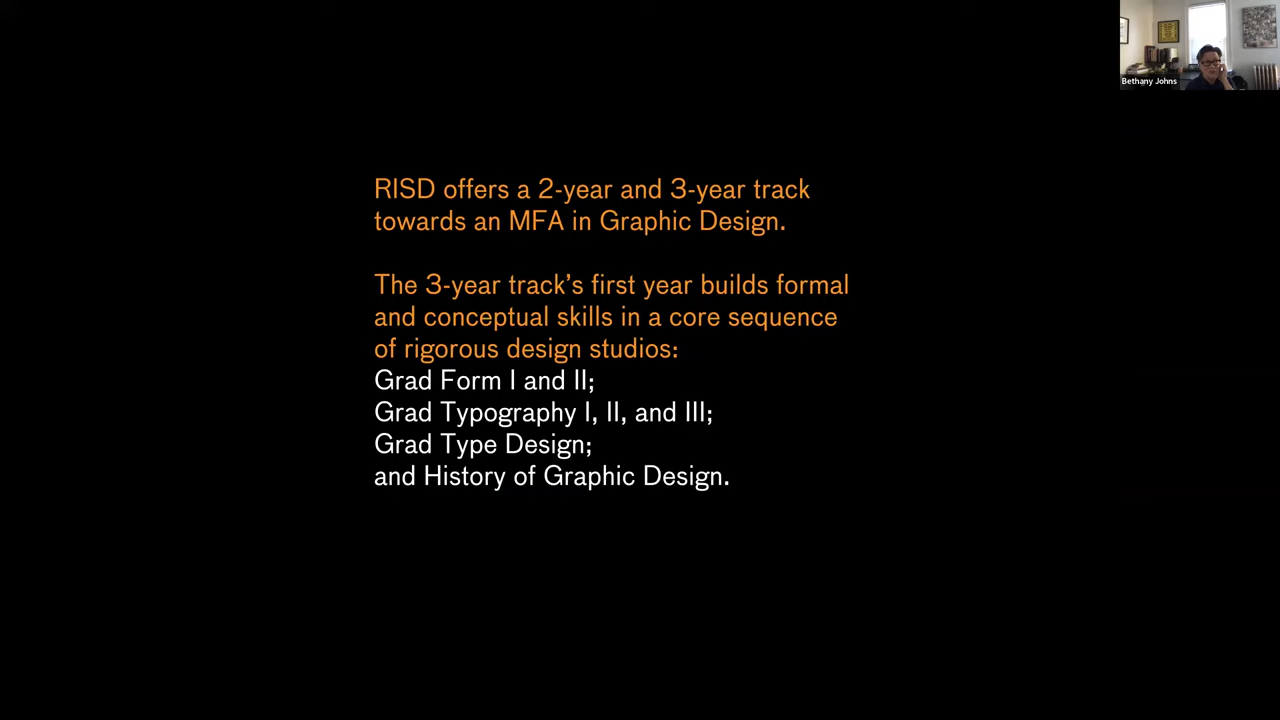 Bethany Johns
RISD offers a 2-year and 3-year track
towards an MFA in Graphic Design.
The 3-year track’s first year builds formal
and conceptual skills in a core sequence
of rigorous design studios:
Grad Form I and II;
Grad Typography I, II, and III;
Grad Type Design;
and History of Graphic Design.